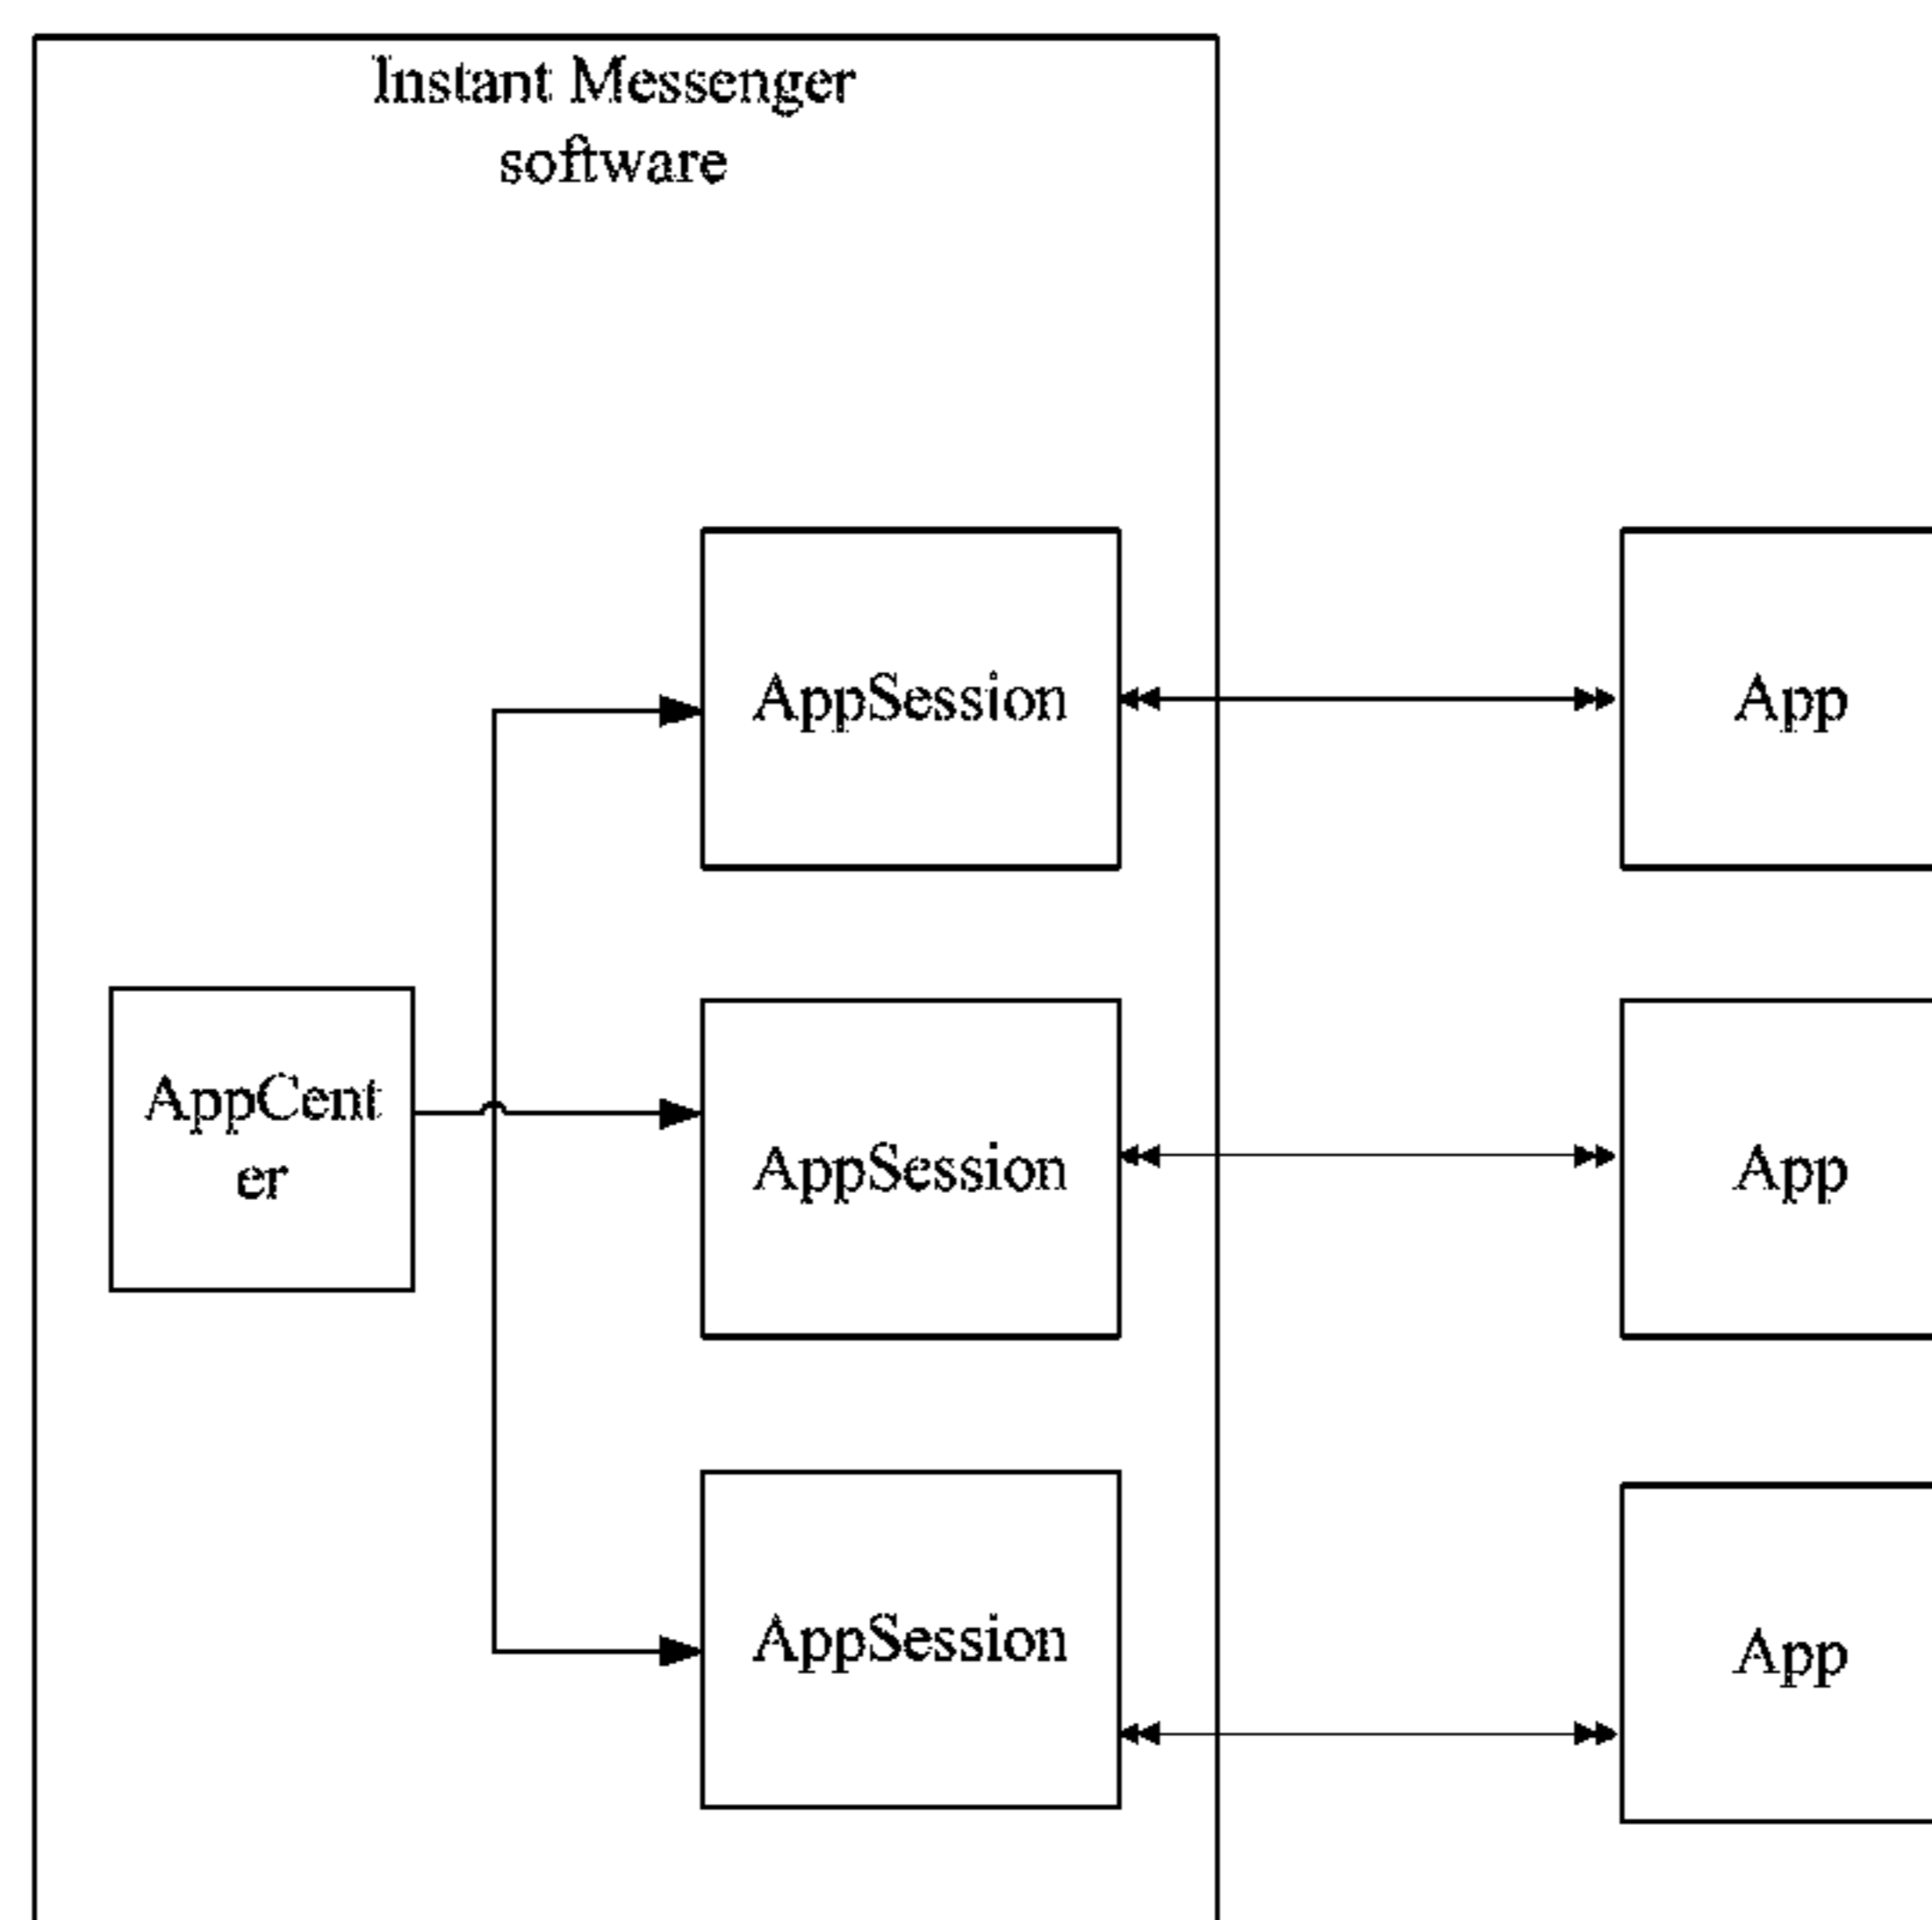 Instant Messenger
software
AppSession
App
AppCent
er
AppSession
App
AppSession
App